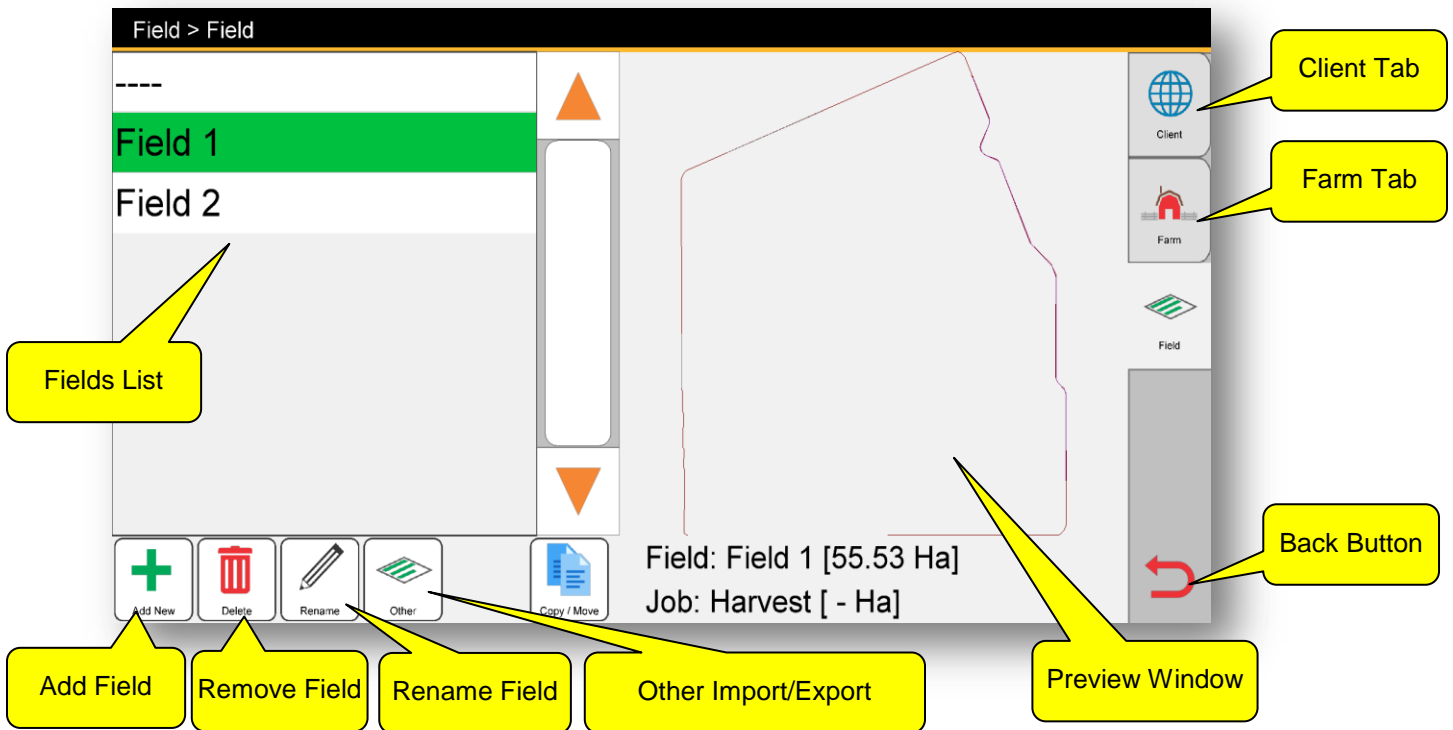 Field > Field
----
Field 1
Field 2
Client
Farm
Field
Client Tab
Farm Tab
Fields List
Back Button
Field: Field 1 [55.53 Ha]
Job: Harvest [ - Ha]
Add New
Delete
Rename
Other
Copy / Move
Add Field
Remove Field
Rename Field
Other Import/Export
Preview Window